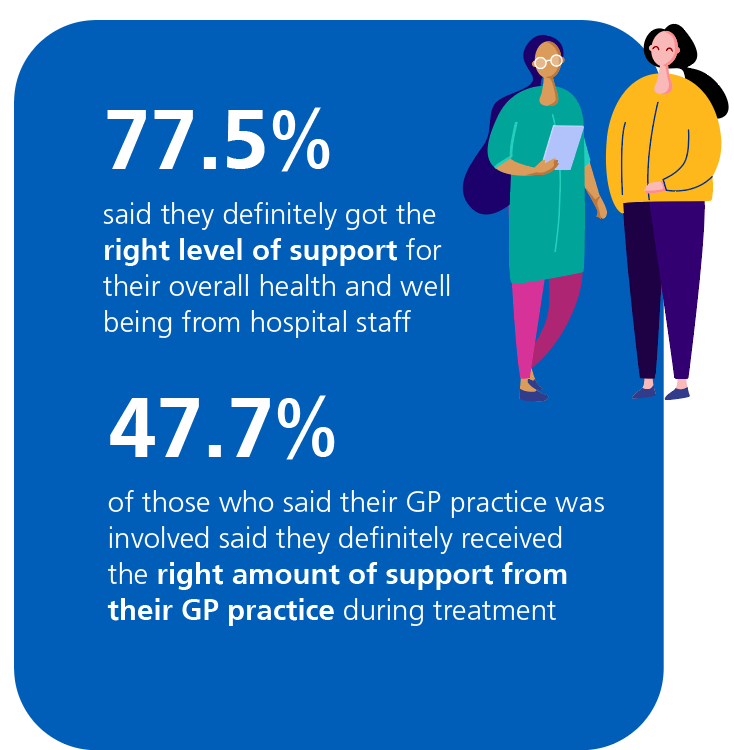 77.5%
said they definitely got the
right level of support for
their overall health and well
being from hospital staff
47.7%
of those who said their GP practice was
involved said they definitely received
the right amount of support from
their GP practice during treatment